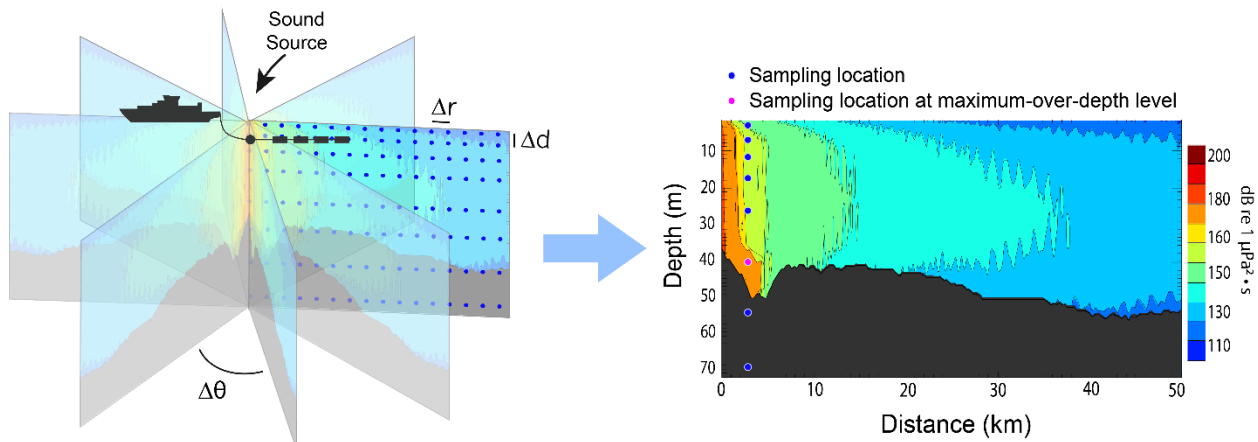 Sound
Source
Δr
Δd
Δθ
Sampling location
Sampling location at maximum-over-depth level
Depth (m)
10
20
30
40
50
60
70
0
10
20
30
40
50
Distance (km)
200
180
160
150
130
110
dB re 1 μPa² • s